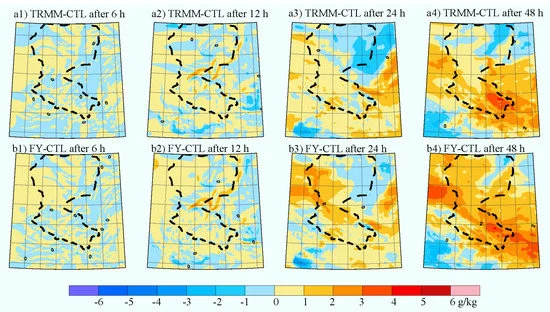 a1) TRMM-CTL after 6 h a2) TRMM-CTL after 12 h a3) TRMM-CTL after 24 h a4) TRMM-CTL after 48 h
b1) FY-CTL after 6 h b2) FY-CTL after 12 h b3) FY-CTL after 24 h b4) FY-CTL after 48 h
-6 -5 -4 -3 -2 -1 0 1 2 3 4 5 6 g/kg